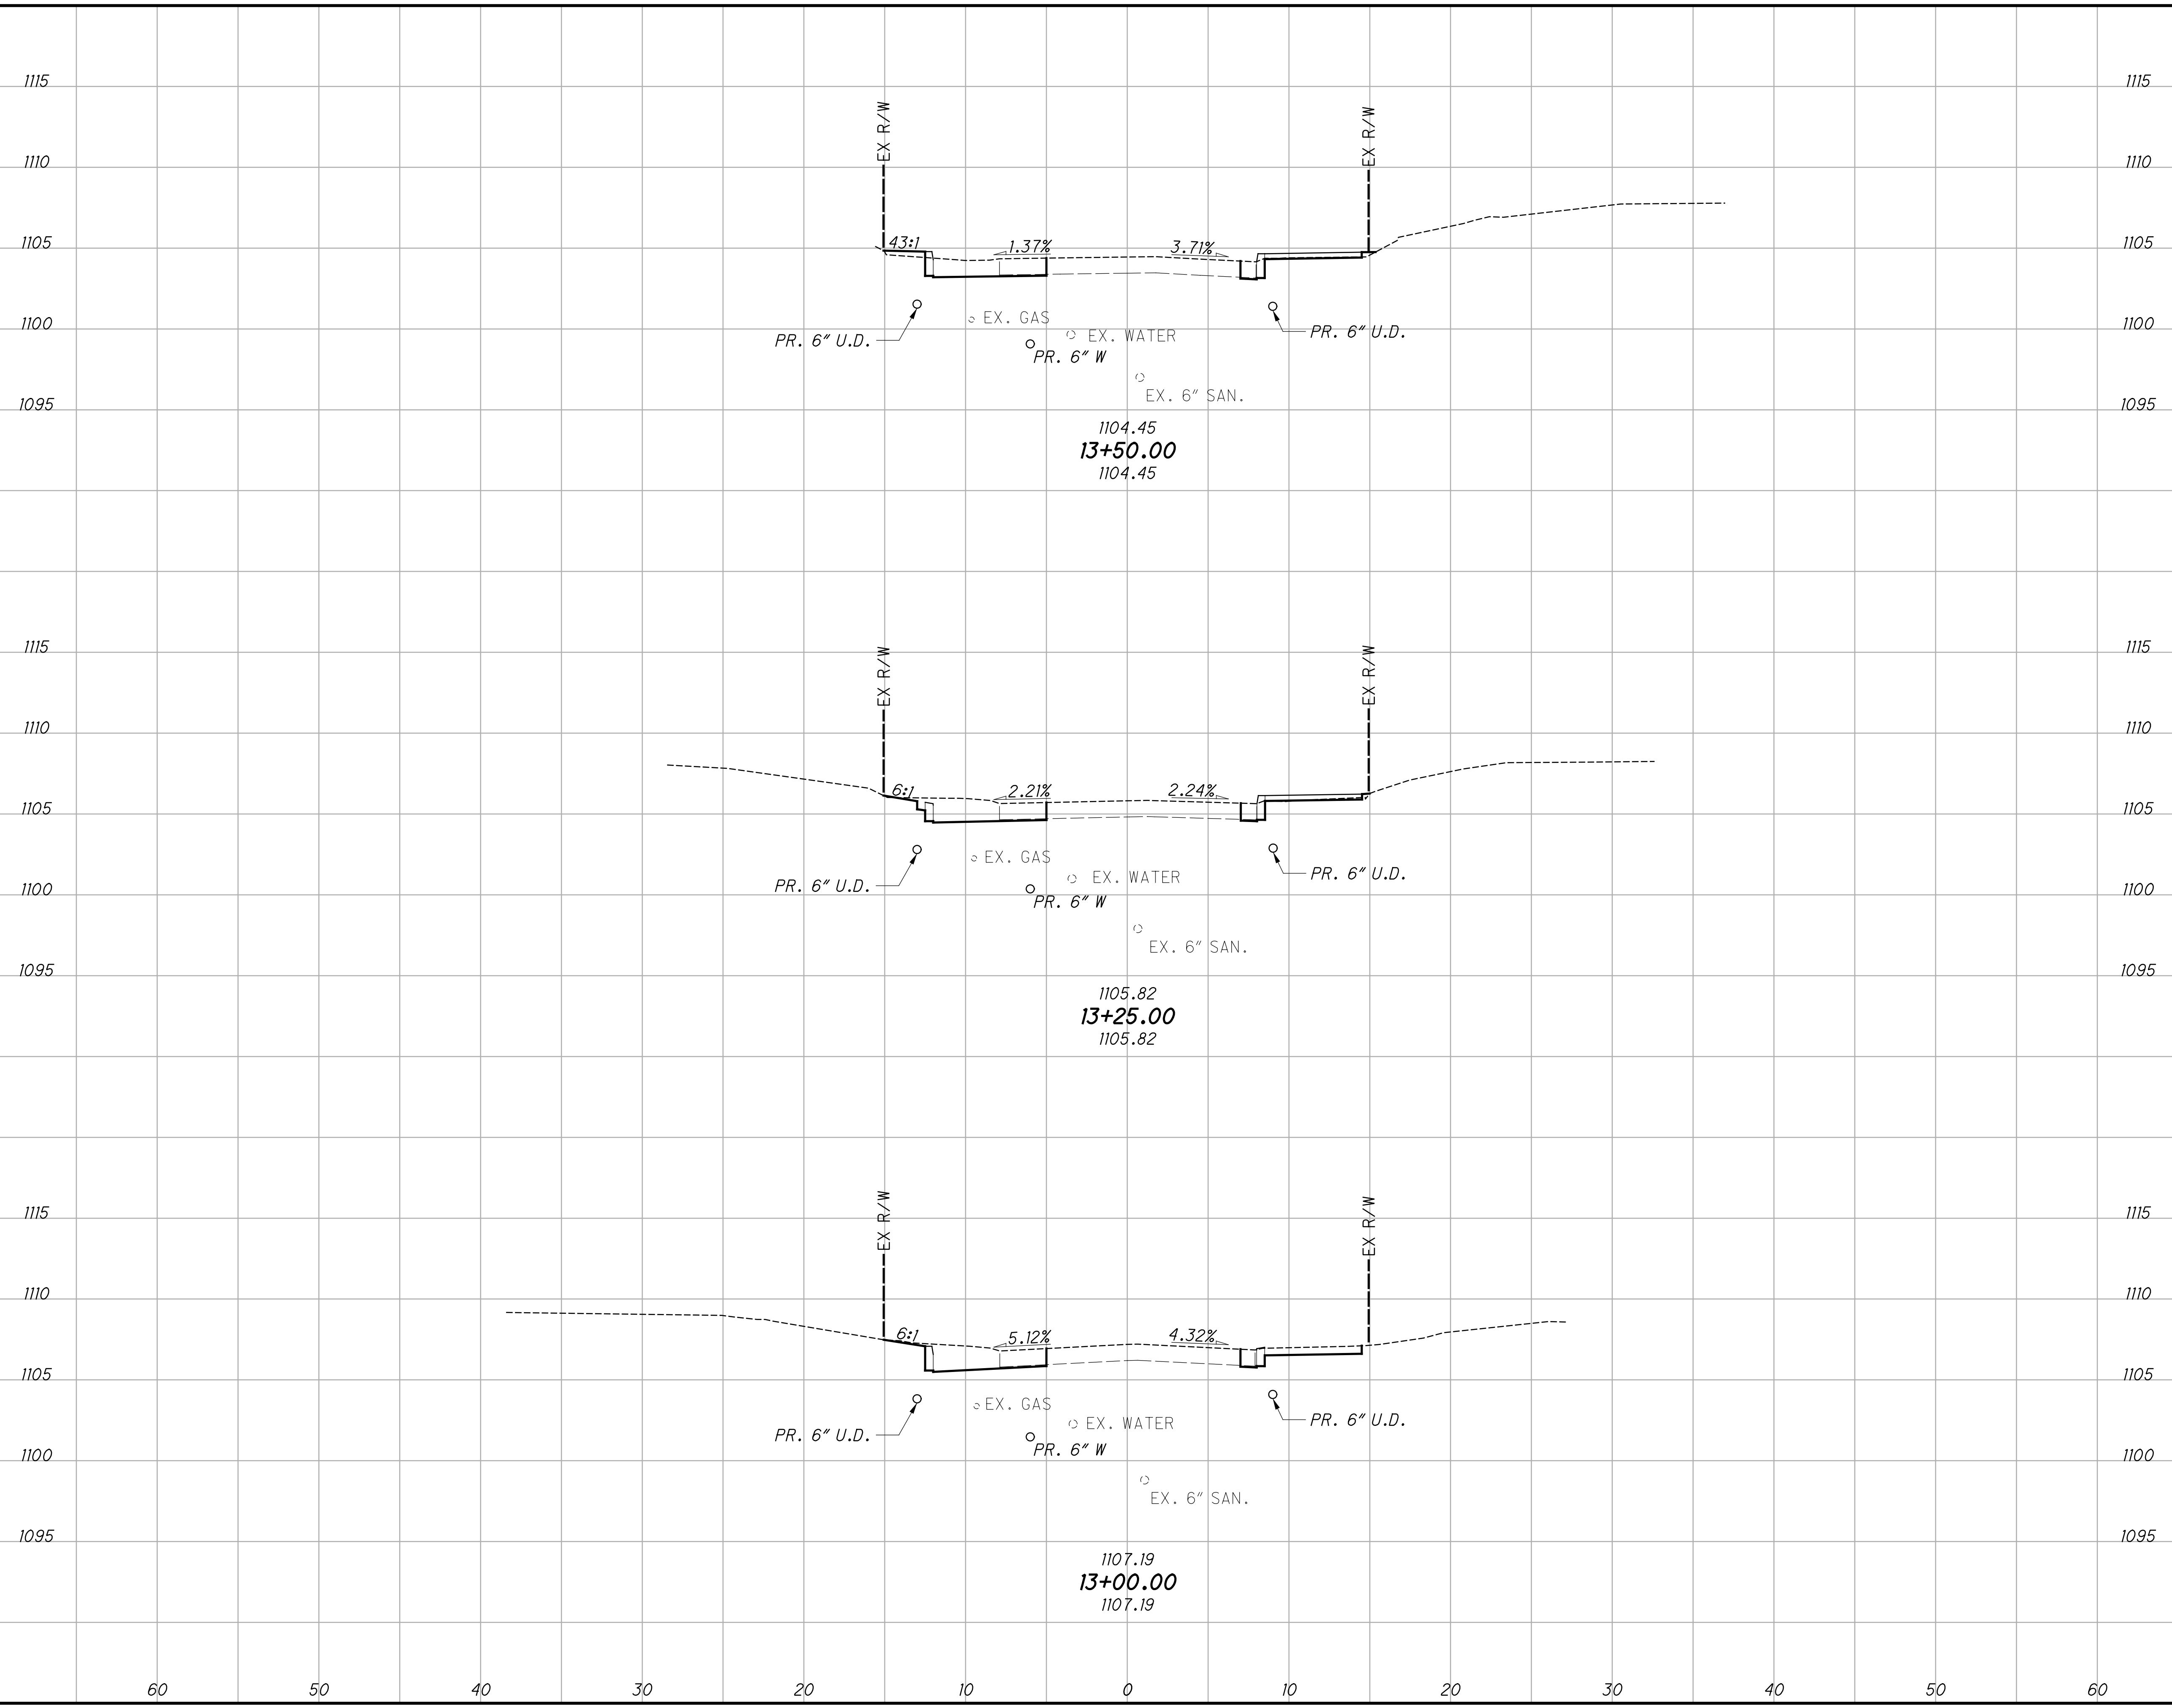 1115 1115
EX R/W EX R/W
1110 1110
1105 43:1 1.37% 3.71% 1105
1100 EX. GAS 1100
PR. 6" U.D. EX. WATER PR. 6" U.D.
PR. 6" W
EX. 6" SAN.
1095 1095
1104.45
13+50.00
1104.45
1115 1115
EX R/W EX R/W
1110 1110
6:1 2.21% 2.24%
1105 1105
EX. GAS
PR. 6" U.D. EX. WATER PR. 6" U.D.
1100 PR. 6" W 1100
EX. 6" SAN.
1095 1095
1105.82
13+25.00
1105.82
1115 1115
EX R/W EX R/W
1110 1110
6:1 5.12% 4.32%
1105 1105
EX. GAS
PR. 6" U.D. EX. WATER PR. 6" U.D.
PR. 6" W
1100 1100
EX. 6" SAN.
1095 1095
1107.19
13+00.00
1107.19
60 50 40 30 20 10 0 10 20 30 40 50 60